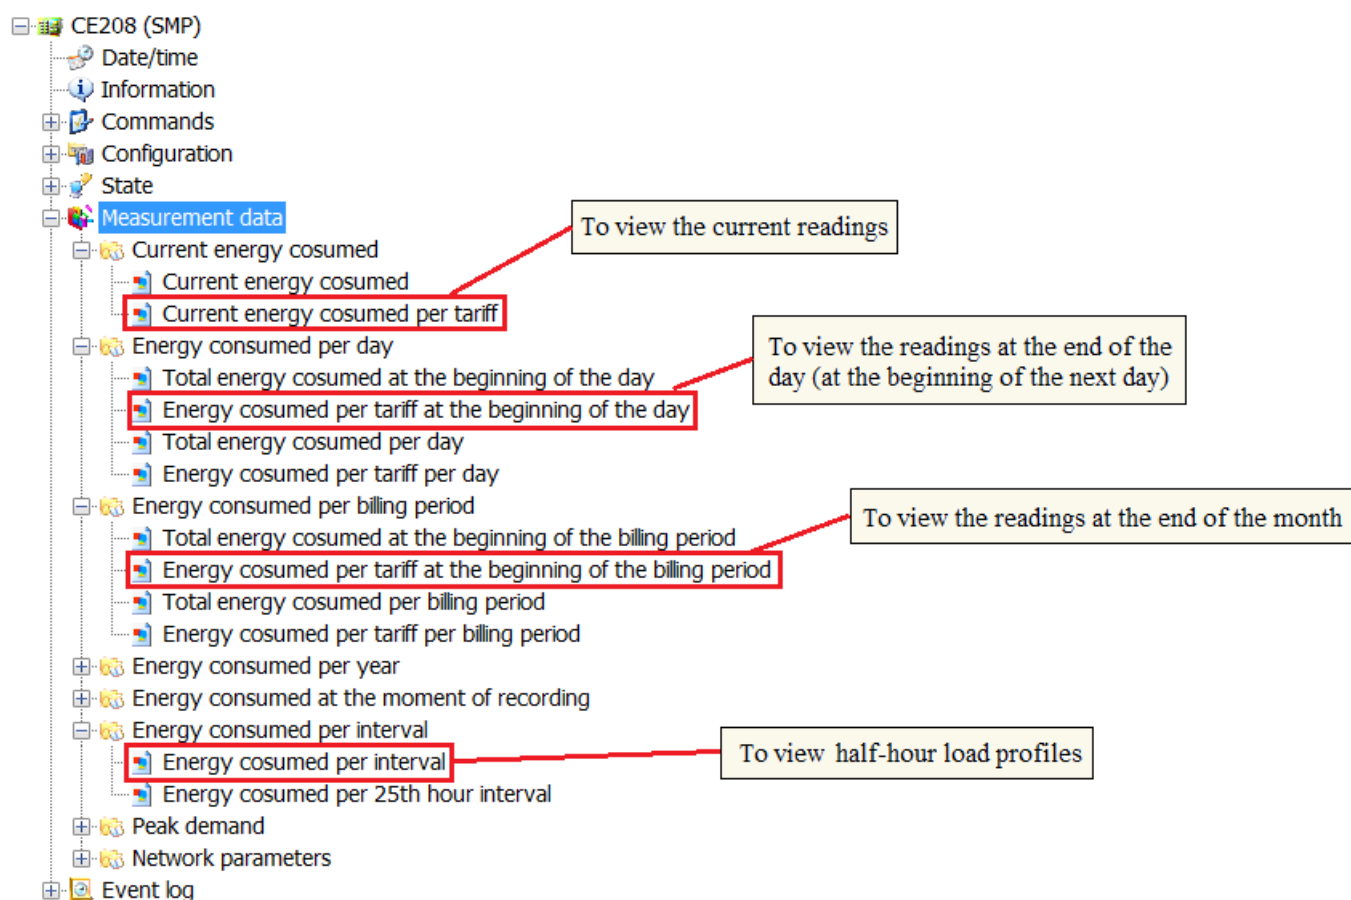 CE208 (SMP)
Date/time
Information
Commands
Configuration
State
Measurement data
To view the current readings
Current energy cosumed
Current energy cosumed
Current energy cosumed per tariff
Energy consumed per day
To view the readings at the end of the
day (at the beginning of the next day)
Total energy cosumed at the beginning of the day
Energy cosumed per tariff at the beginning of the day
Total energy cosumed per day
Energy cosumed per tariff per day
Energy consumed per billing period
To view the readings at the end of the month
Total energy cosumed at the beginning of the billing period
Energy cosumed per tariff at the beginning of the billing period
Total energy cosumed per billing period
Energy cosumed per tariff per billing period
Energy consumed per year
Energy consumed at the moment of recording
Energy consumed per interval
To view half-hour load profiles
Energy cosumed per interval
Energy cosumed per 25th hour interval
Peak demand
Network parameters
Event log